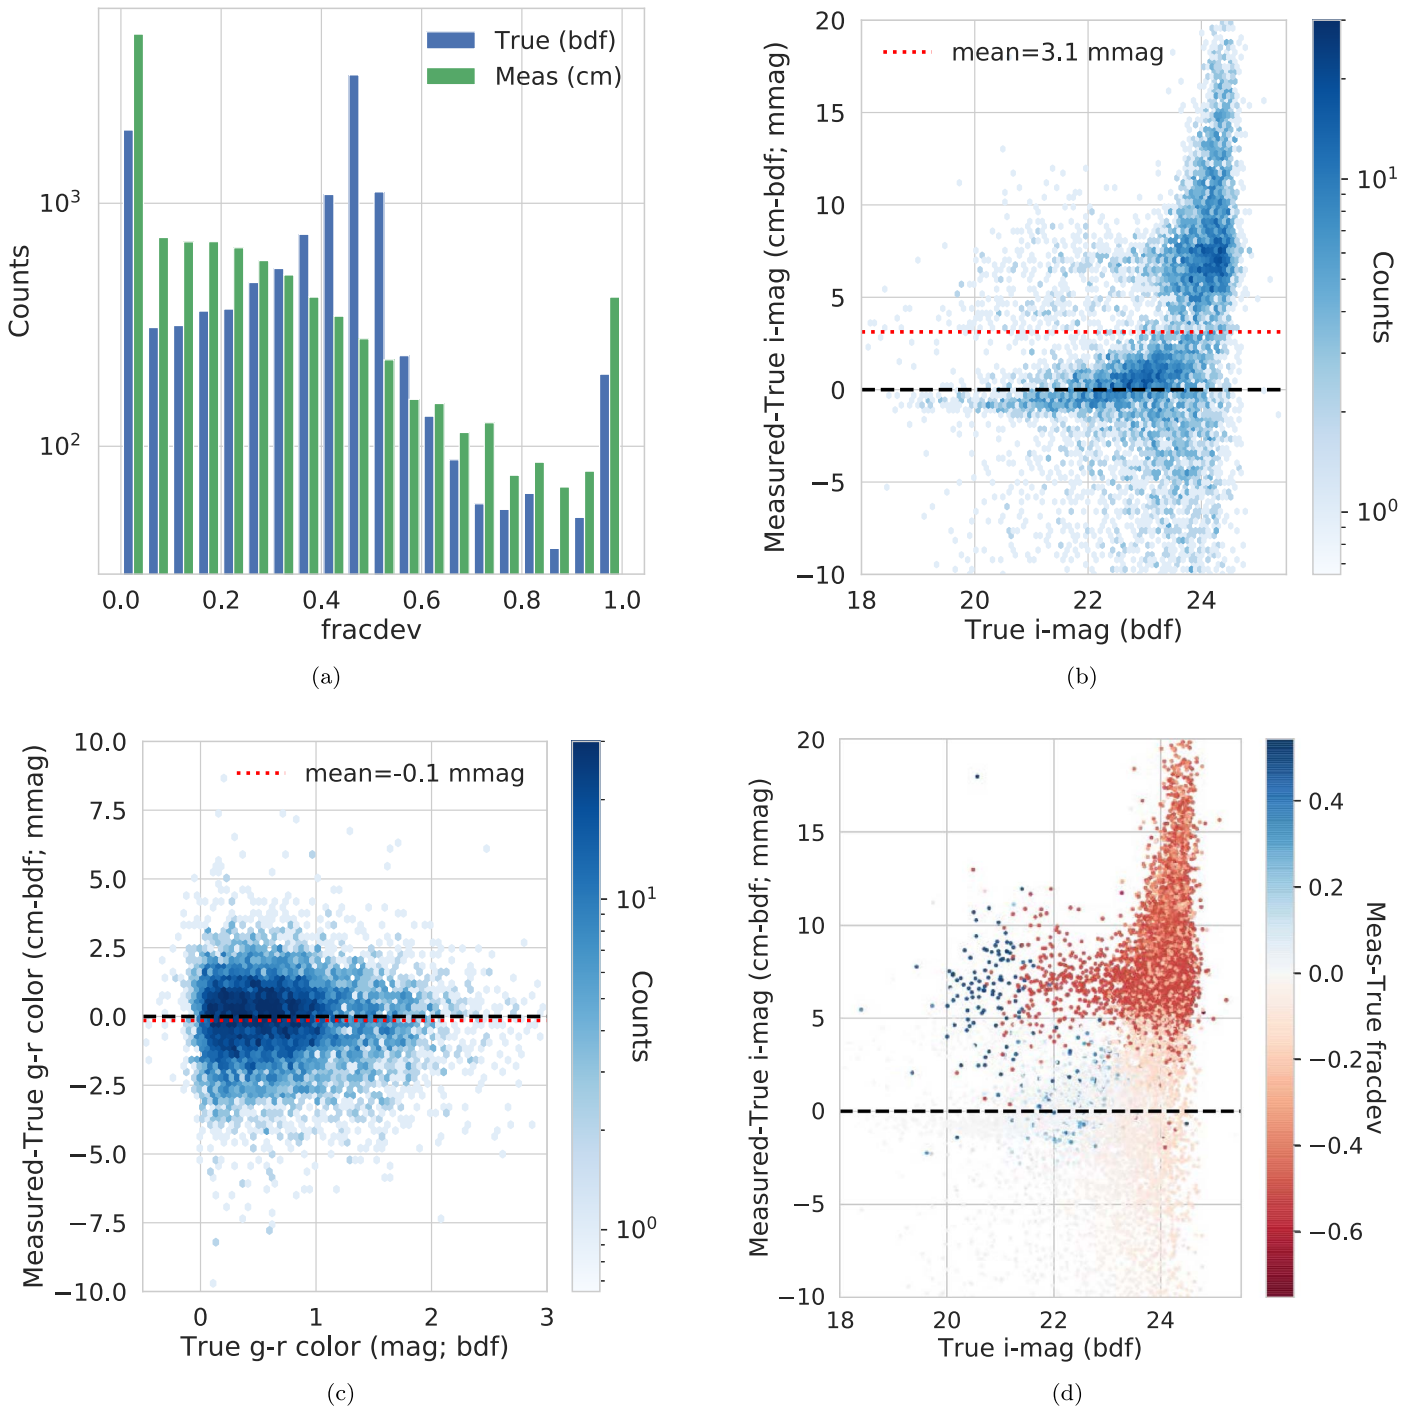 True (bdf)
Meas (cm)
Counts
10³
10²
0.0 0.2 0.4 0.6 0.8 1.0
fracdev
(a)
mean=3.1 mmag
Measured-True i-mag (cm-bdf; mmag)
20
15
10
5
0
−5
−10
18 20 22 24
True i-mag (bdf)
10¹
10⁰
Counts
(b)
mean=-0.1 mmag
Measured-True g-r color (cm-bdf; mmag)
10.0
7.5
5.0
2.5
0.0
−2.5
−5.0
−7.5
−10.0
0 1 2 3
True g-r color (mag; bdf)
10¹
10⁰
Counts
(c)
Measured-True i-mag (cm-bdf; mmag)
20
15
10
5
0
−5
−10
18 20 22 24
True i-mag (bdf)
0.4
0.2
0.0
−0.2
−0.4
−0.6
Meas-True fracdev
(d)